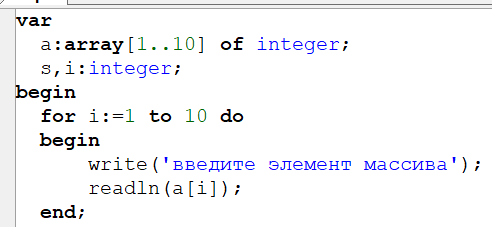 var
a:array[1..10] of integer;
s,i:integer;
begin
for i:=1 to 10 do
begin
write('введите элемент массива');
readln(a[i]);
end;